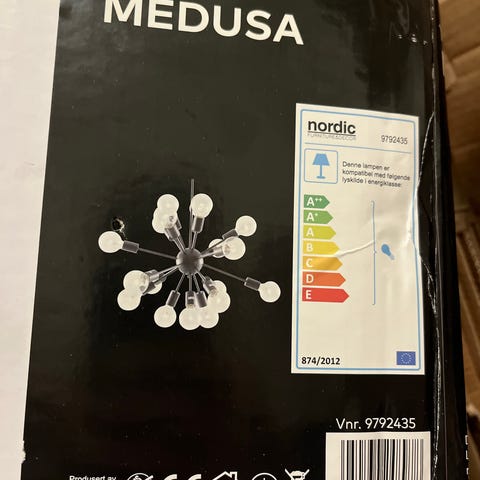 MEDUSA
nordic
FURNITURE&DECOR
9792435
Denne lampen er
kompatibel med følgende
lyskilde i energiklasse:
A++
A+
A
B
C
D
E
874/2012
Vnr. 9792435
Produsert av
CE